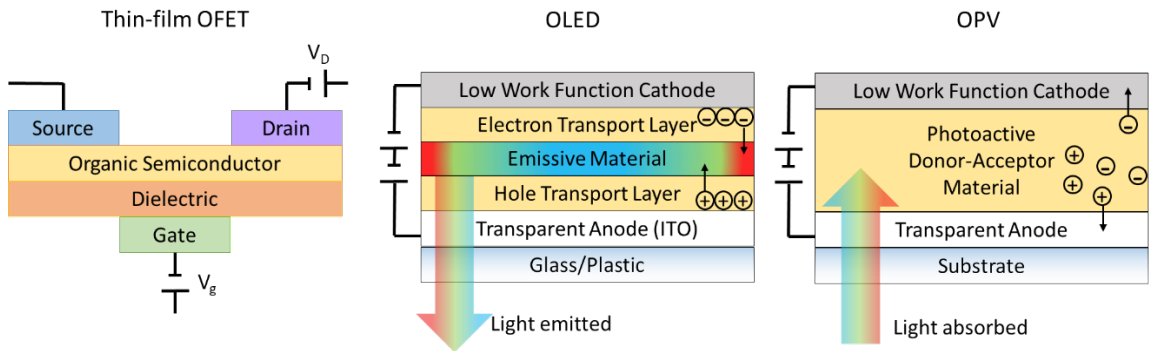 Thin-film OFET
V_D
Source
Drain
Organic Semiconductor
Dielectric
Gate
V_g
OLED
Low Work Function Cathode
Electron Transport Layer
Emissive Material
Hole Transport Layer
Transparent Anode (ITO)
Glass/Plastic
Light emitted
OPV
Low Work Function Cathode
Photoactive
Donor-Acceptor
Material
Transparent Anode
Substrate
Light absorbed